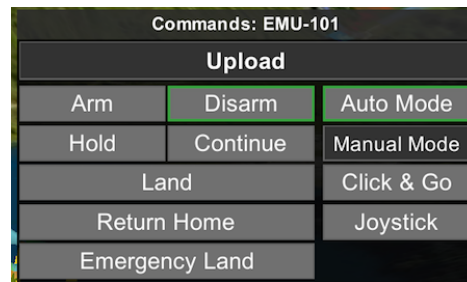 Commands: EMU-101
Upload
Arm Disarm Auto Mode
Hold Continue Manual Mode
Land Click & Go
Return Home Joystick
Emergency Land